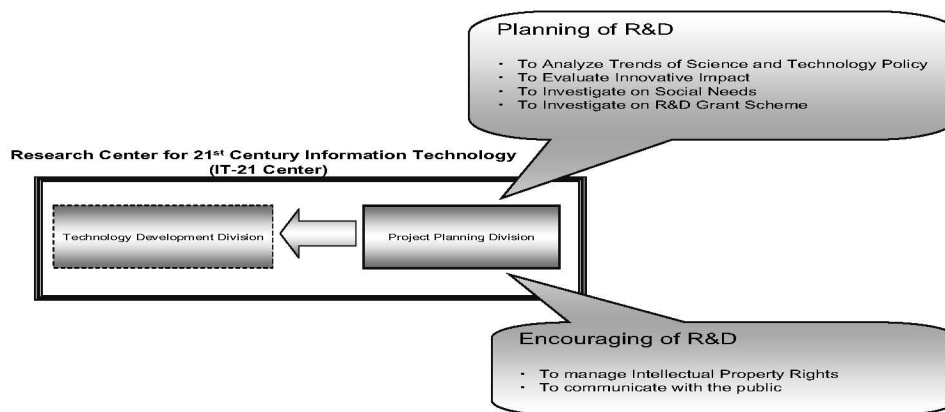 Planning of R&D
· To Analyze Trends of Science and Technology Policy
· To Evaluate Innovative Impact
· To Investigate on Social Needs
· To Investigate on R&D Grant Scheme
Research Center for 21st Century Information Technology
(IT-21 Center)
Technology Development Division
Project Planning Division
Encouraging of R&D
· To manage Intellectual Property Rights
· To communicate with the public